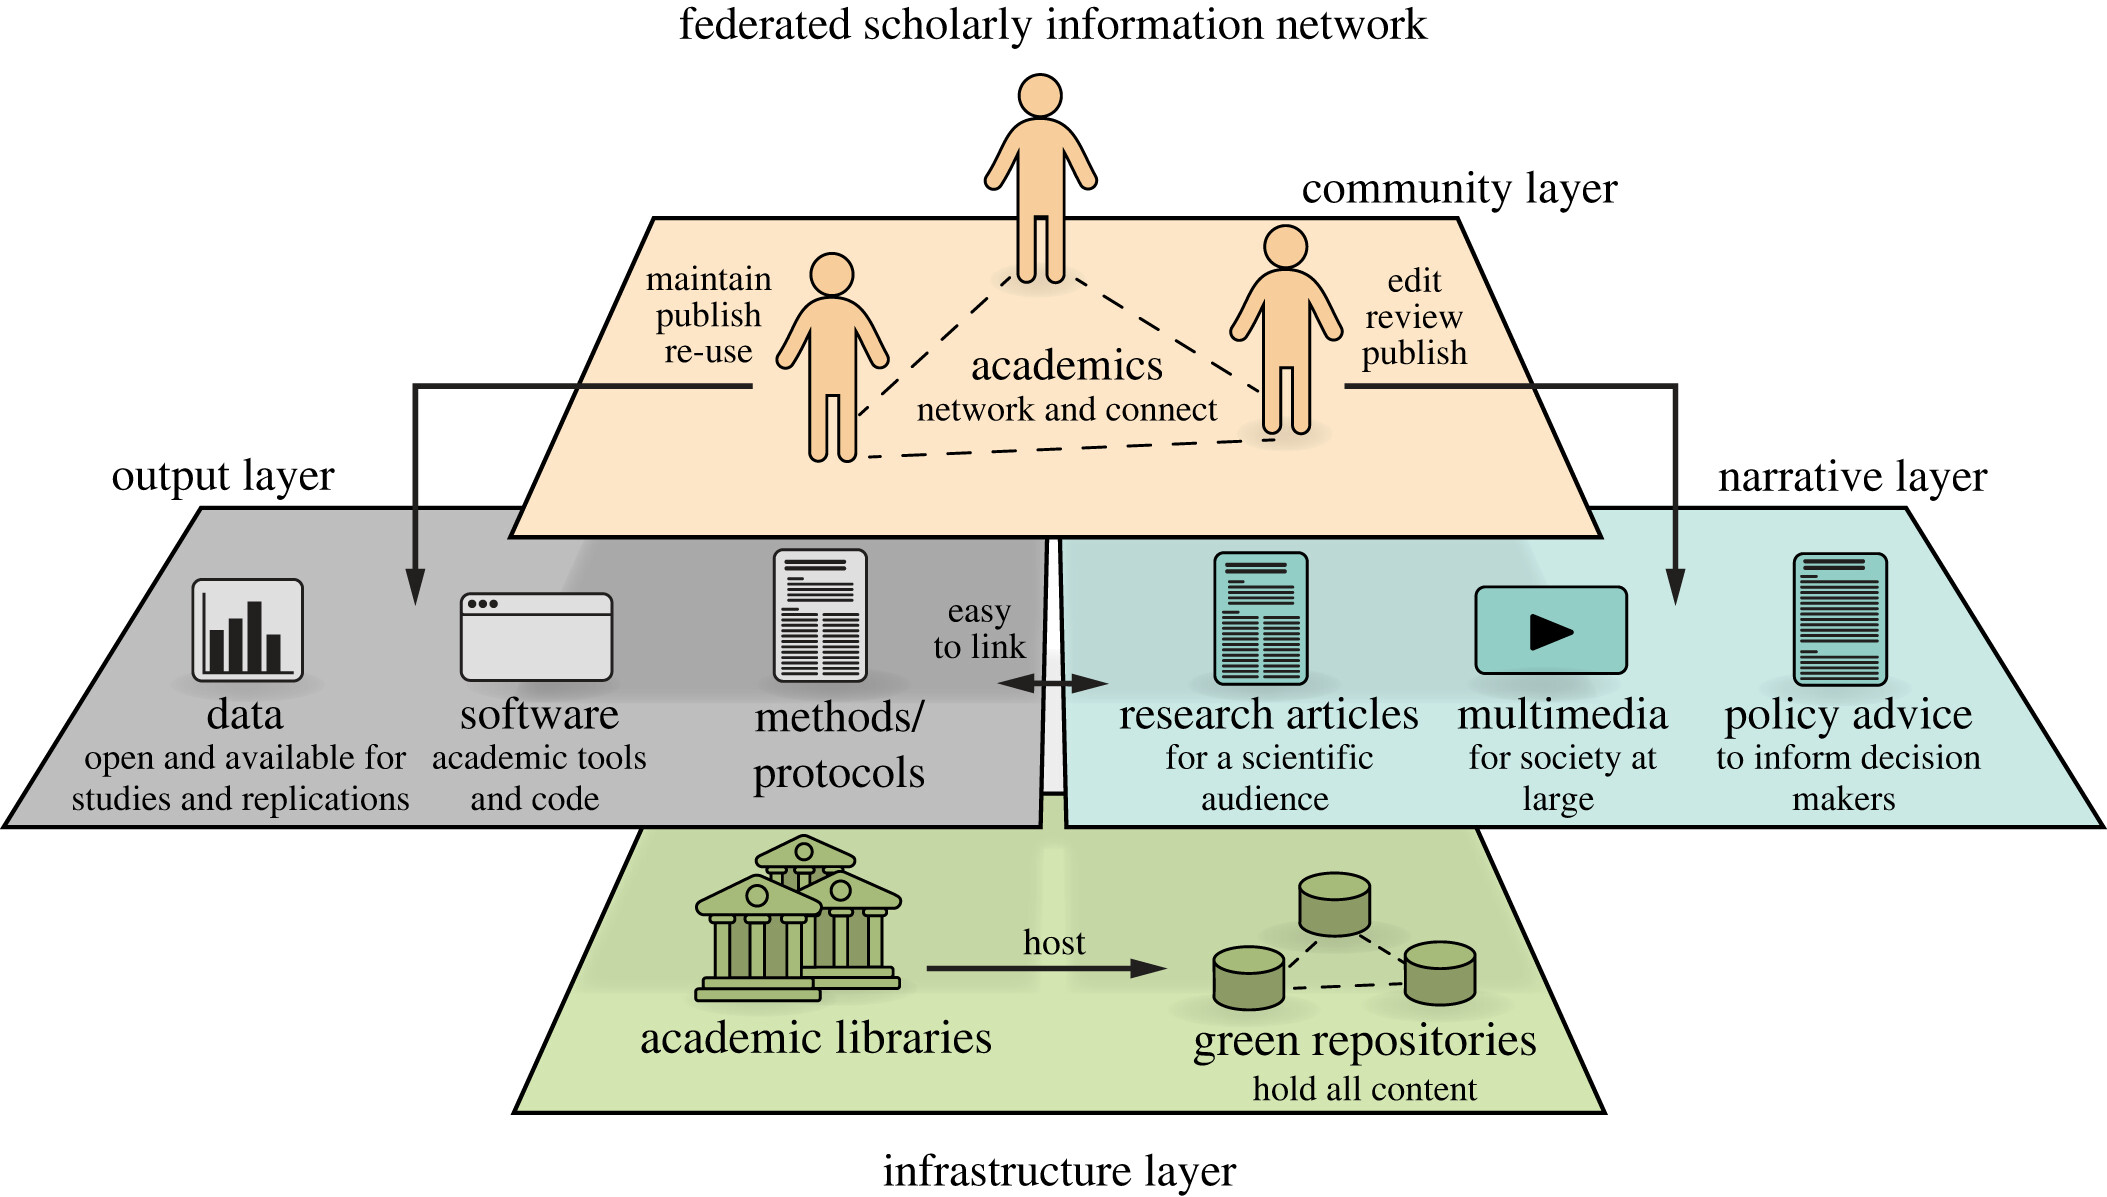 federated scholarly information network
community layer
maintain
publish
re-use
edit
review
publish
academics
network and connect
output layer
narrative layer
easy
to link
data
open and available for
studies and replications
software
academic tools
and code
methods/
protocols
research articles
for a scientific
audience
multimedia
for society at
large
policy advice
to inform decision
makers
host
academic libraries
green repositories
hold all content
infrastructure layer